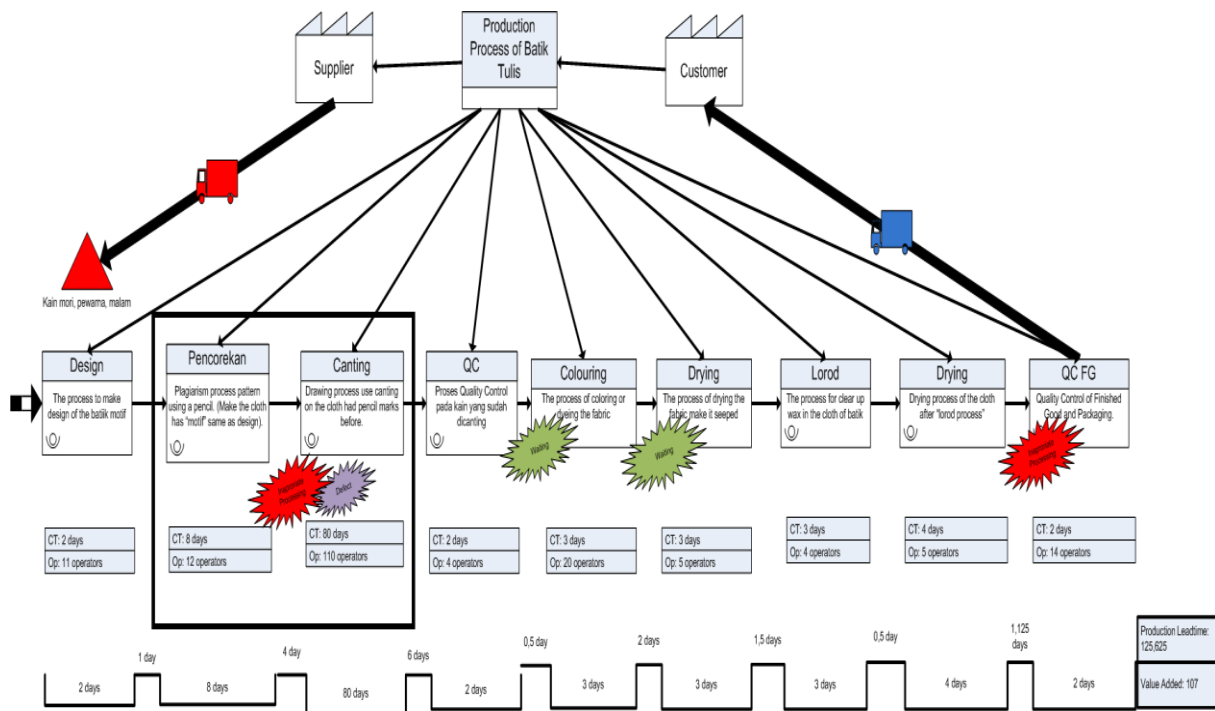 Supplier
Production
Process of Batik
Tulis
Customer
Kain mori, pewarna, malam
Design
The process to make
design of the batiik motif
Pencorekan
Plagiarism process pattern
using a pencil. (Make the cloth
has “motif” same as design).
Canting
Drawing process use canting
on the cloth had pencil marks
before.
QC
Proses Quality Control
pada kain yang sudah
dicanting
Colouring
The process of coloring or
dyeing the fabric
Drying
The process of drying the
fabric make it seeped
Lorod
The process for clear up
wax in the cloth of batik
Drying
Drying process of the cloth
after “lorod process”
QC FG
Quality Control of Finished
Good and Packaging.
Processing
Defect
Waiting
Waiting
Processing
CT: 2 days
Op: 11 operators
CT: 8 days
Op: 12 operators
CT: 80 days
Op: 110 operators
CT: 2 days
Op: 4 operators
CT: 3 days
Op: 20 operators
CT: 3 days
Op: 5 operators
CT: 3 days
Op: 4 operators
CT: 4 days
Op: 5 operators
CT: 2 days
Op: 14 operators
1 day
4 day
6 days
0,5 day
2 days
1,5 days
0,5 day
1,125
days
2 days
8 days
80 days
2 days
3 days
3 days
3 days
4 days
2 days
Production Leadtime:
125,625
Value Added: 107